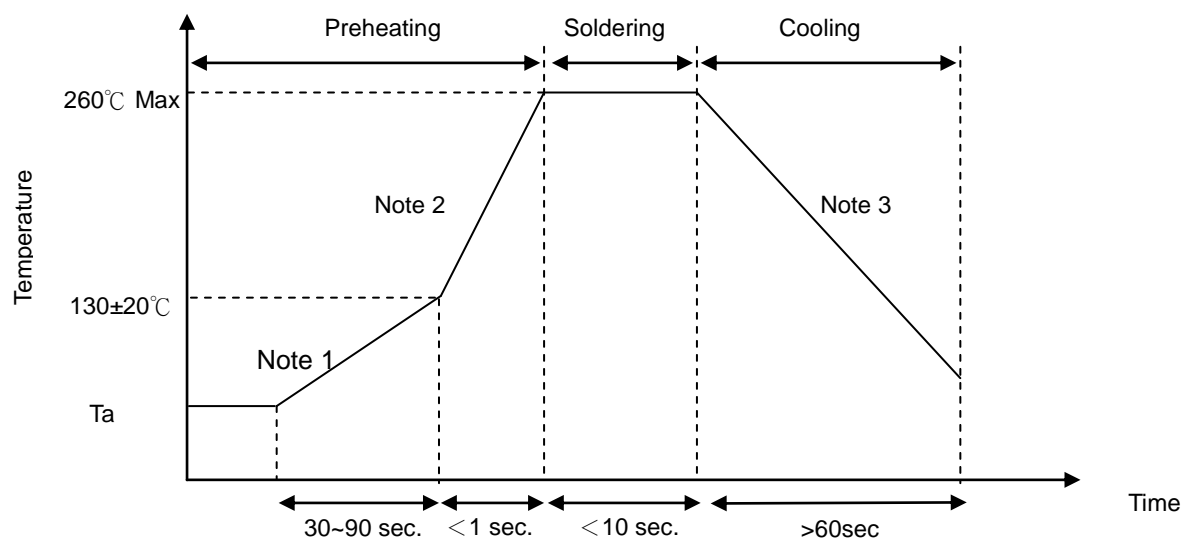 Preheating
Soldering
Cooling
260℃ Max
Temperature
Note 2
Note 3
130±20℃
Note 1
Ta
Time
30~90 sec.
＜1 sec.
＜10 sec.
>60sec